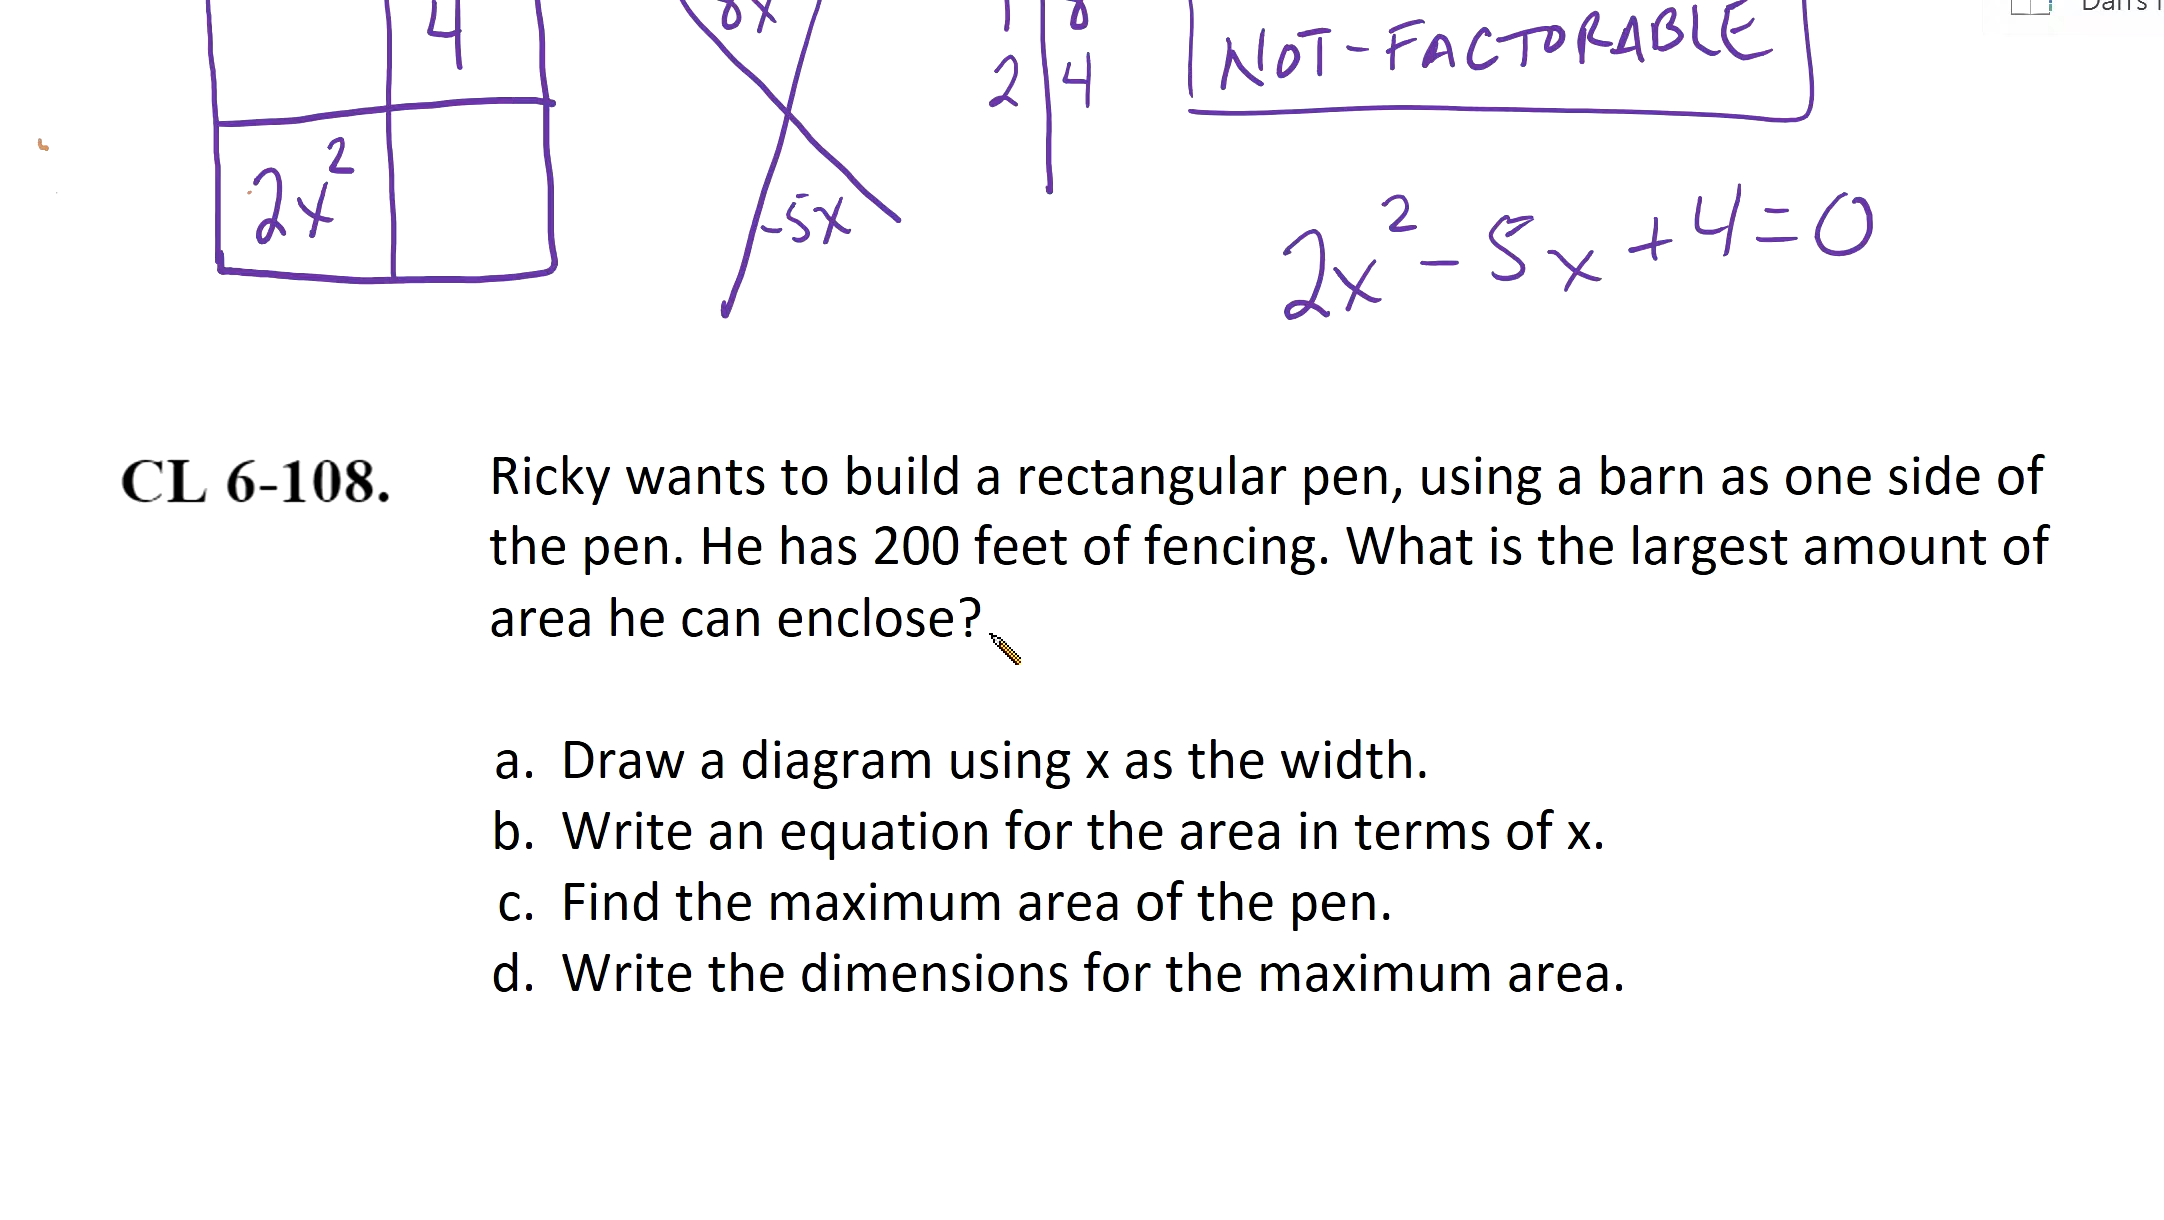 4
8x
1 8
NOT-FACTORABLE
2 4
2x²
-5x
2x² - 5x + 4 = 0
CL 6-108.
Ricky wants to build a rectangular pen, using a barn as one side of
the pen. He has 200 feet of fencing. What is the largest amount of
area he can enclose?
a. Draw a diagram using x as the width.
b. Write an equation for the area in terms of x.
c. Find the maximum area of the pen.
d. Write the dimensions for the maximum area.